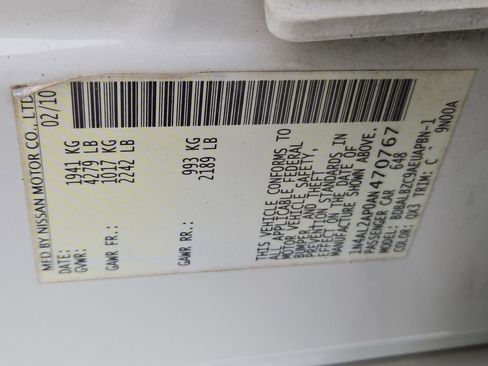 MFD BY NISSAN MOTOR CO., LTD.
DATE: 02/10
GVWR: 1941 KG
4279 LB
GAWR FR: 1017 KG
2242 LB
GAWR RR: 993 KG
2189 LB
THIS VEHICLE CONFORMS TO
ALL APPLICABLE FEDERAL
MOTOR VEHICLE SAFETY,
BUMPER, AND THEFT
PREVENTION STANDARDS IN
EFFECT ON THE DATE OF
MANUFACTURE SHOWN ABOVE.
1N4AL2AP0AN470767
PASSENGER CAR 648
MODEL: BDBALBZC9AEUAPBN-1
COLOR: QX3 TRIM: C 9N00A